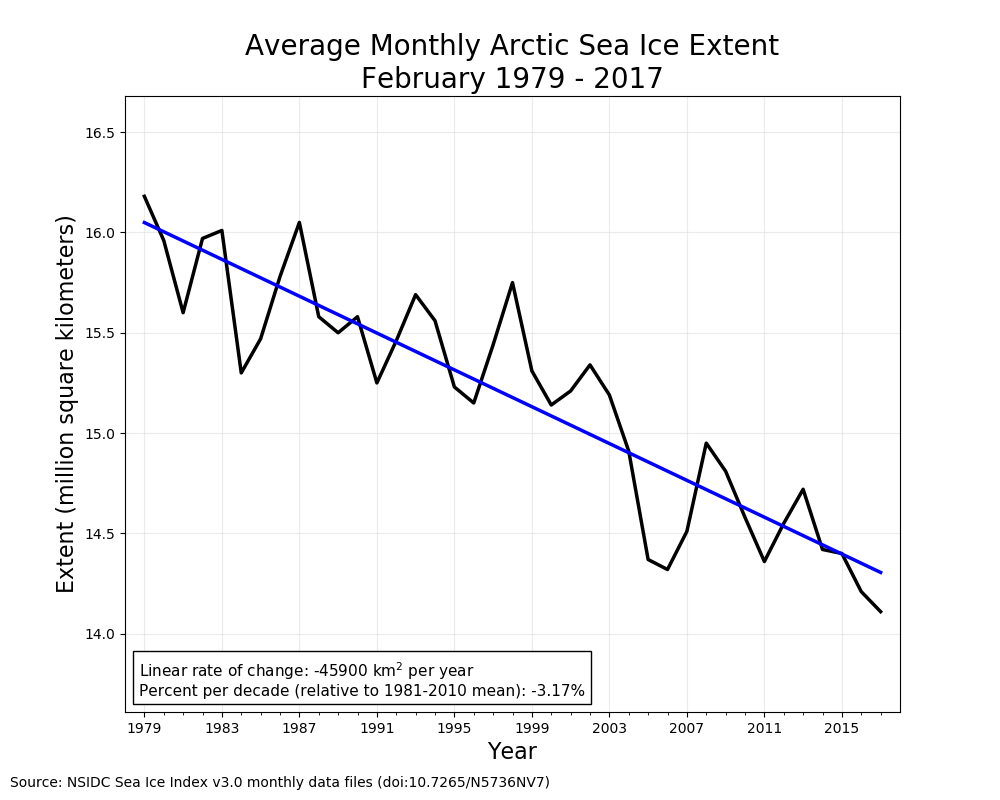 Average Monthly Arctic Sea Ice Extent
February 1979 - 2017
Extent (million square kilometers)
16.5
16.0
15.5
15.0
14.5
14.0
Linear rate of change: -45900 km² per year
Percent per decade (relative to 1981-2010 mean): -3.17%
1979 1983 1987 1991 1995 1999 2003 2007 2011 2015
Year
Source: NSIDC Sea Ice Index v3.0 monthly data files (doi:10.7265/N5736NV7)